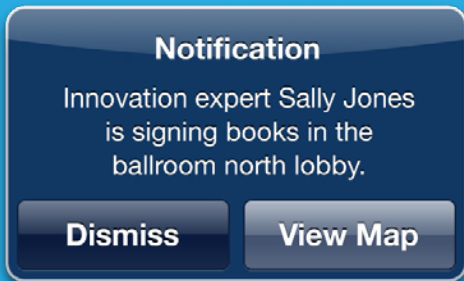 Notification
Innovation expert Sally Jones
is signing books in the
ballroom north lobby.
Dismiss
View Map